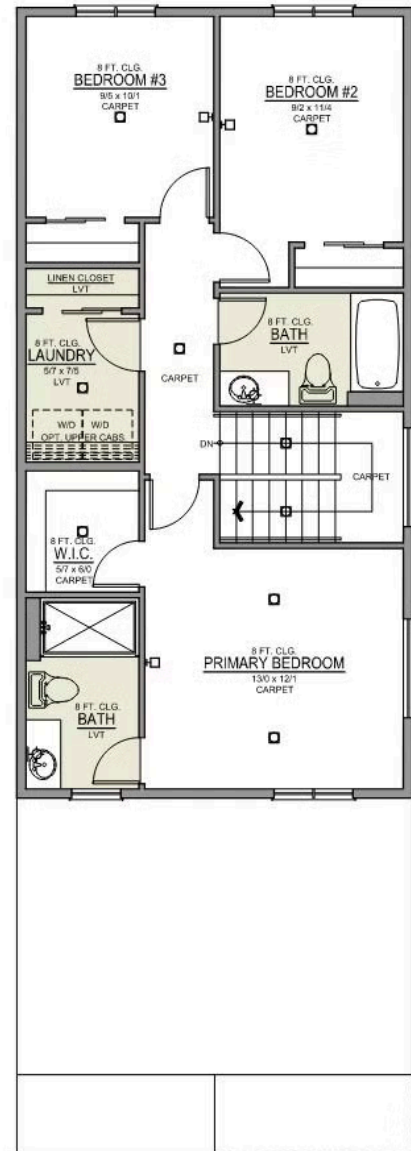 8 FT. CLG.
BEDROOM #3
9/6 x 10/1
CARPET
8 FT. CLG.
BEDROOM #2
9/2 x 11/4
CARPET
LINEN CLOSET
LVT
8 FT. CLG.
LAUNDRY
5/7 x 7/5
LVT
W/D
W/D
OPT. UPPER CABS.
CARPET
8 FT. CLG.
BATH
LVT
DN
CARPET
8 FT. CLG.
W.I.C.
5/7 x 6/0
CARPET
8 FT. CLG.
PRIMARY BEDROOM
13/0 x 12/1
CARPET
8 FT. CLG.
BATH
LVT